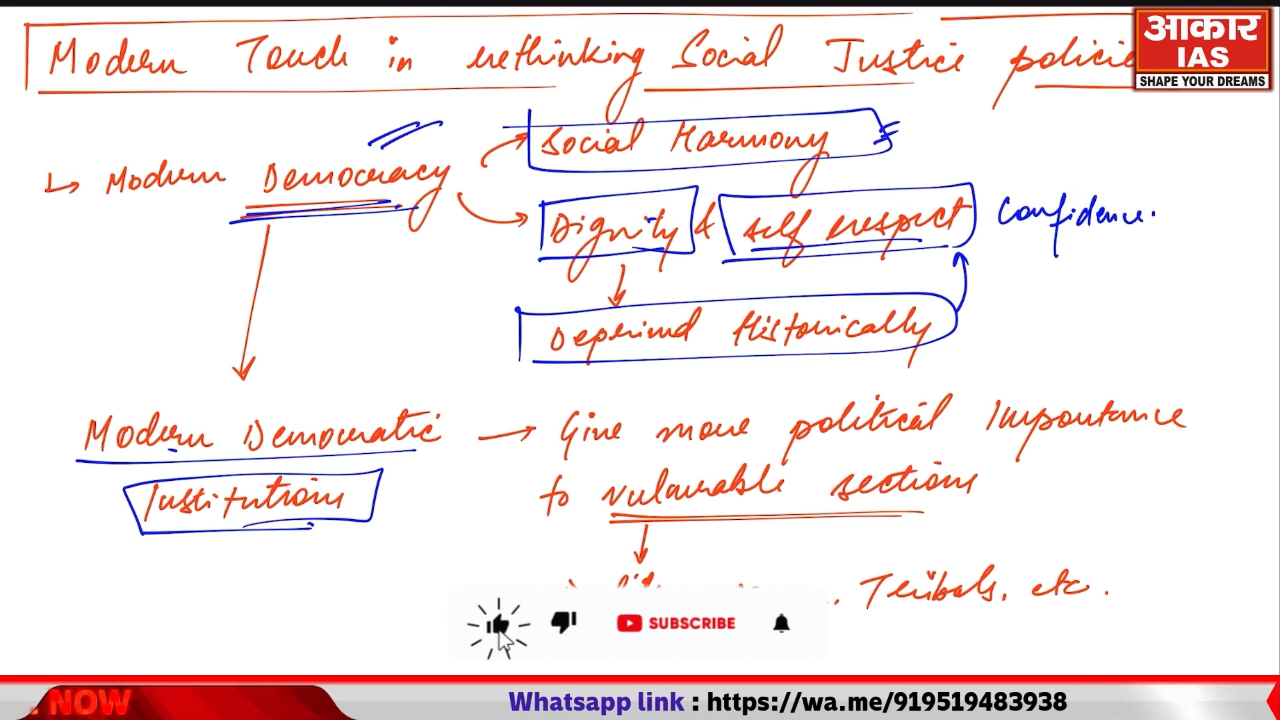 Modern Touch in rethinking Social Justice policie
आकार
IAS
SHAPE YOUR DREAMS
Social Harmony
↳ Modern Democracy
Dignity & self respect Confidence.
Deprived Historically
Modern Democratic → Give more political Importance
Institutions to vulnerable sections
Tribals, etc.
SUBSCRIBE
NOW
Whatsapp link : https://wa.me/919519483938